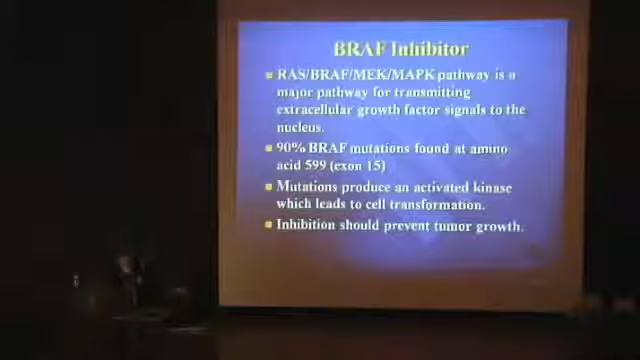 BRAF Inhibitor
RAS/BRAF/MEK/MAPK pathway is a
major pathway for transmitting
extracellular growth factor signals to the
nucleus.
90% BRAF mutations found at amino
acid 599 (exon 15)
Mutations produce an activated kinase
which leads to cell transformation.
Inhibition should prevent tumor growth.